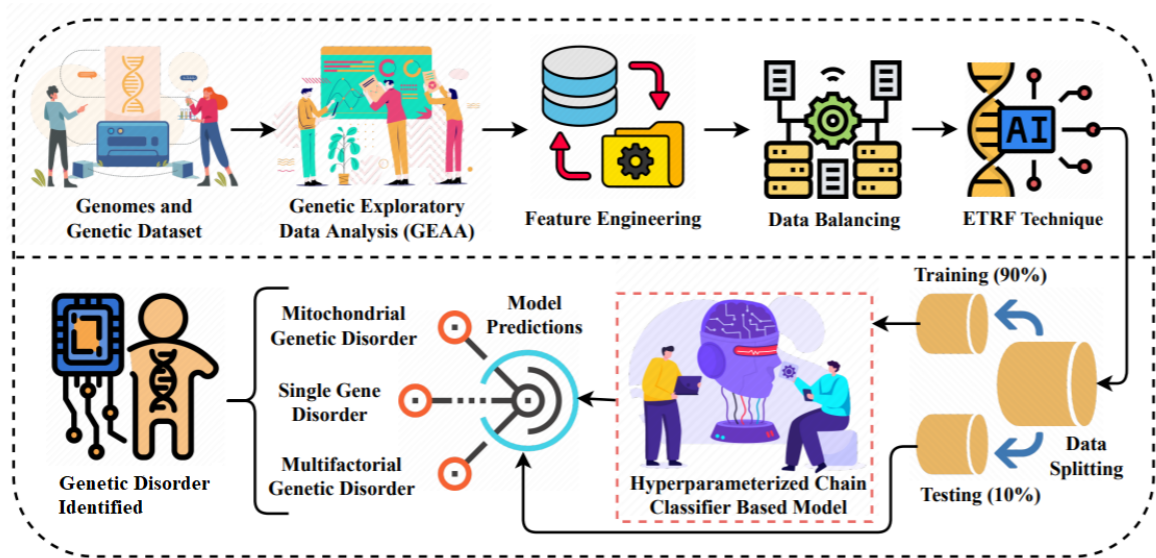 Genomes and
Genetic Dataset
Genetic Exploratory
Data Analysis (GEAA)
Feature Engineering
Data Balancing
AI
ETRF Technique
Training (90%)
Data
Splitting
Testing (10%)
Hyperparameterized Chain
Classifier Based Model
Model
Predictions
Mitochondrial
Genetic Disorder
Single Gene
Disorder
Multifactorial
Genetic Disorder
Genetic Disorder
Identified